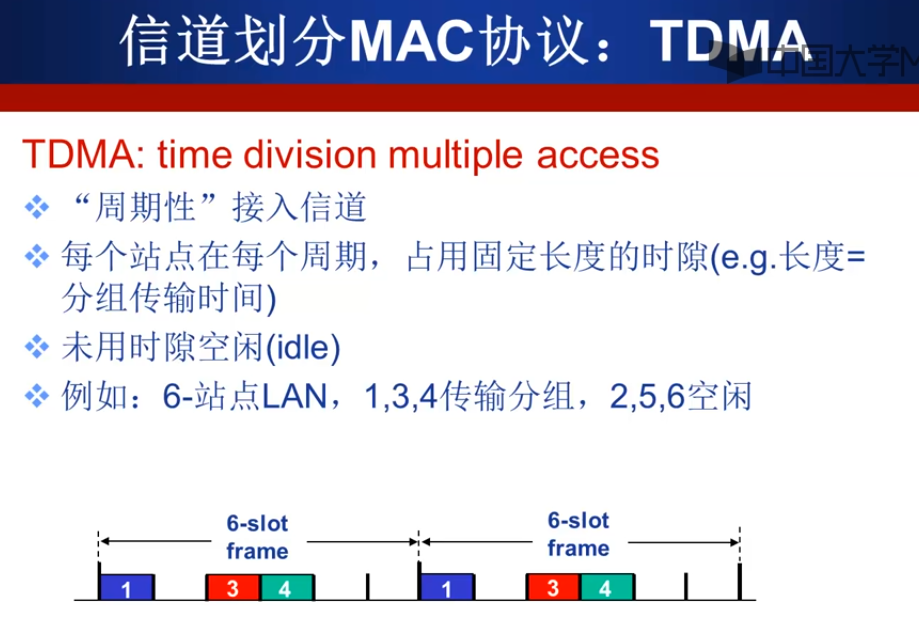 信道划分MAC协议：TDMA
中国大学M
TDMA: time division multiple access
“周期性”接入信道
每个站点在每个周期，占用固定长度的时隙(e.g.长度=
分组传输时间)
未用时隙空闲(idle)
例如：6-站点LAN，1,3,4传输分组，2,5,6空闲
6-slot
frame
6-slot
frame
1 3 4 1 3 4